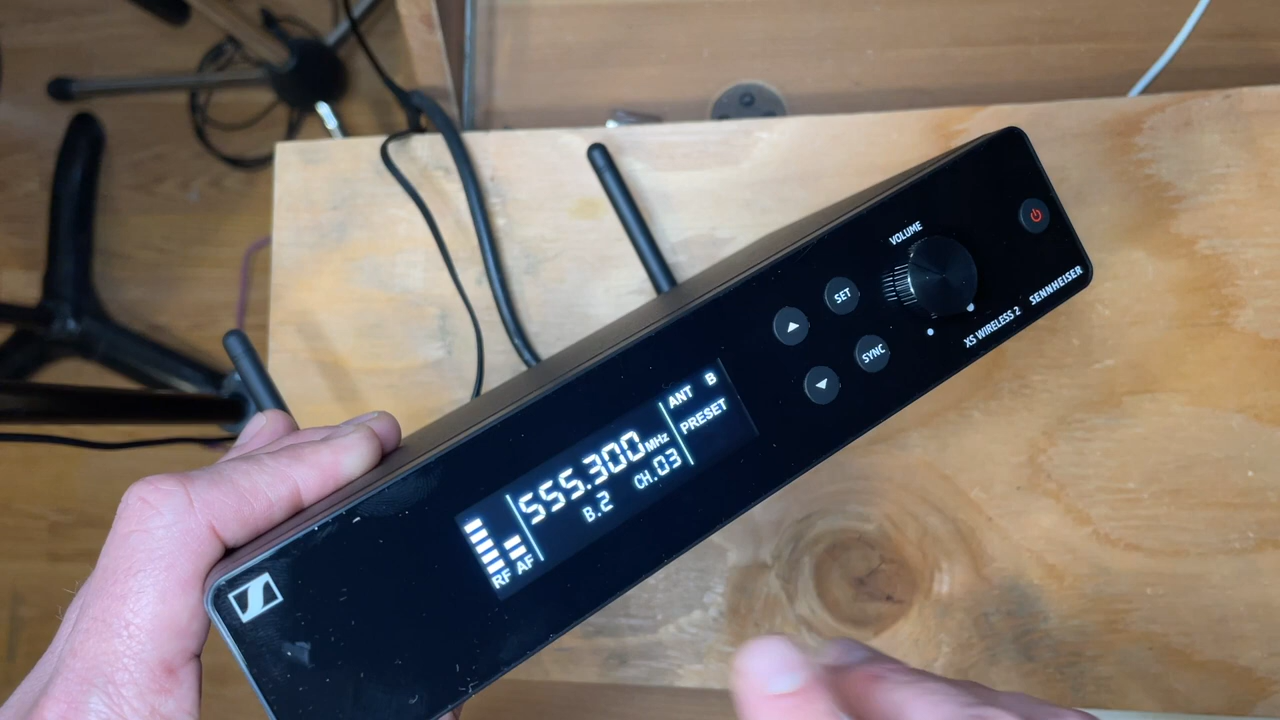 555.300 MHz
B.2 CH.03
RF AF
ANT B
PRESET
SET
SYNC
VOLUME
XS WIRELESS 2
SENNHEISER